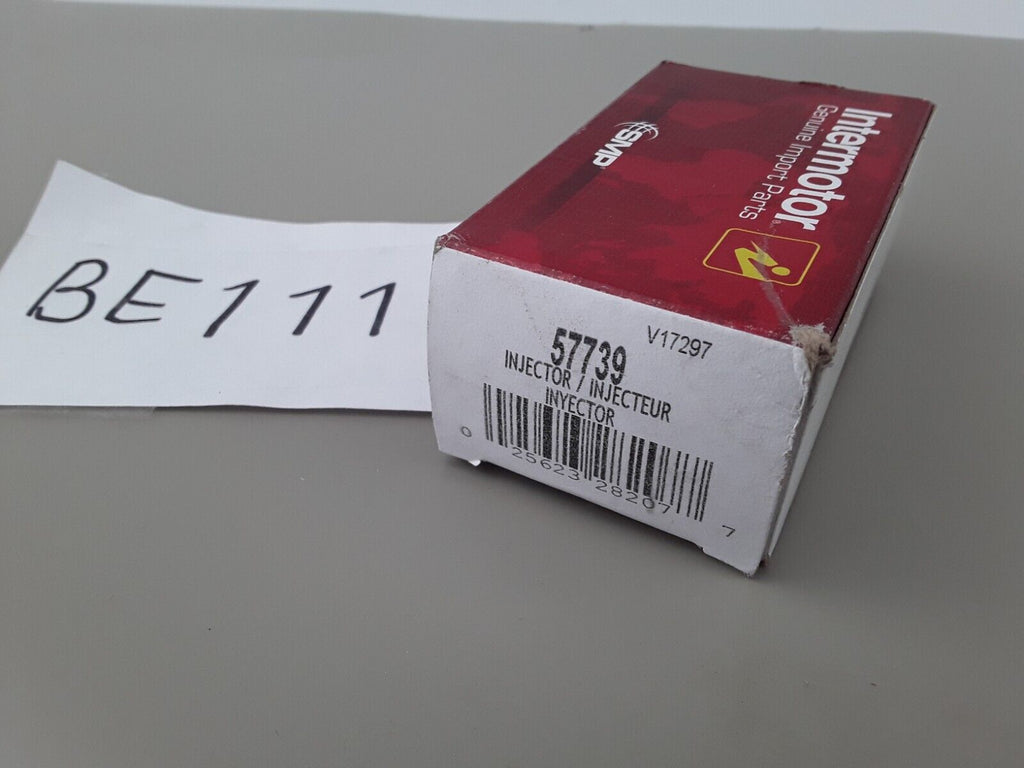 BE111
Intermotor®
Genuine Import Parts
SMP
V17297
57739
INJECTOR / INJECTEUR
INYECTOR
0 25623 28207 7